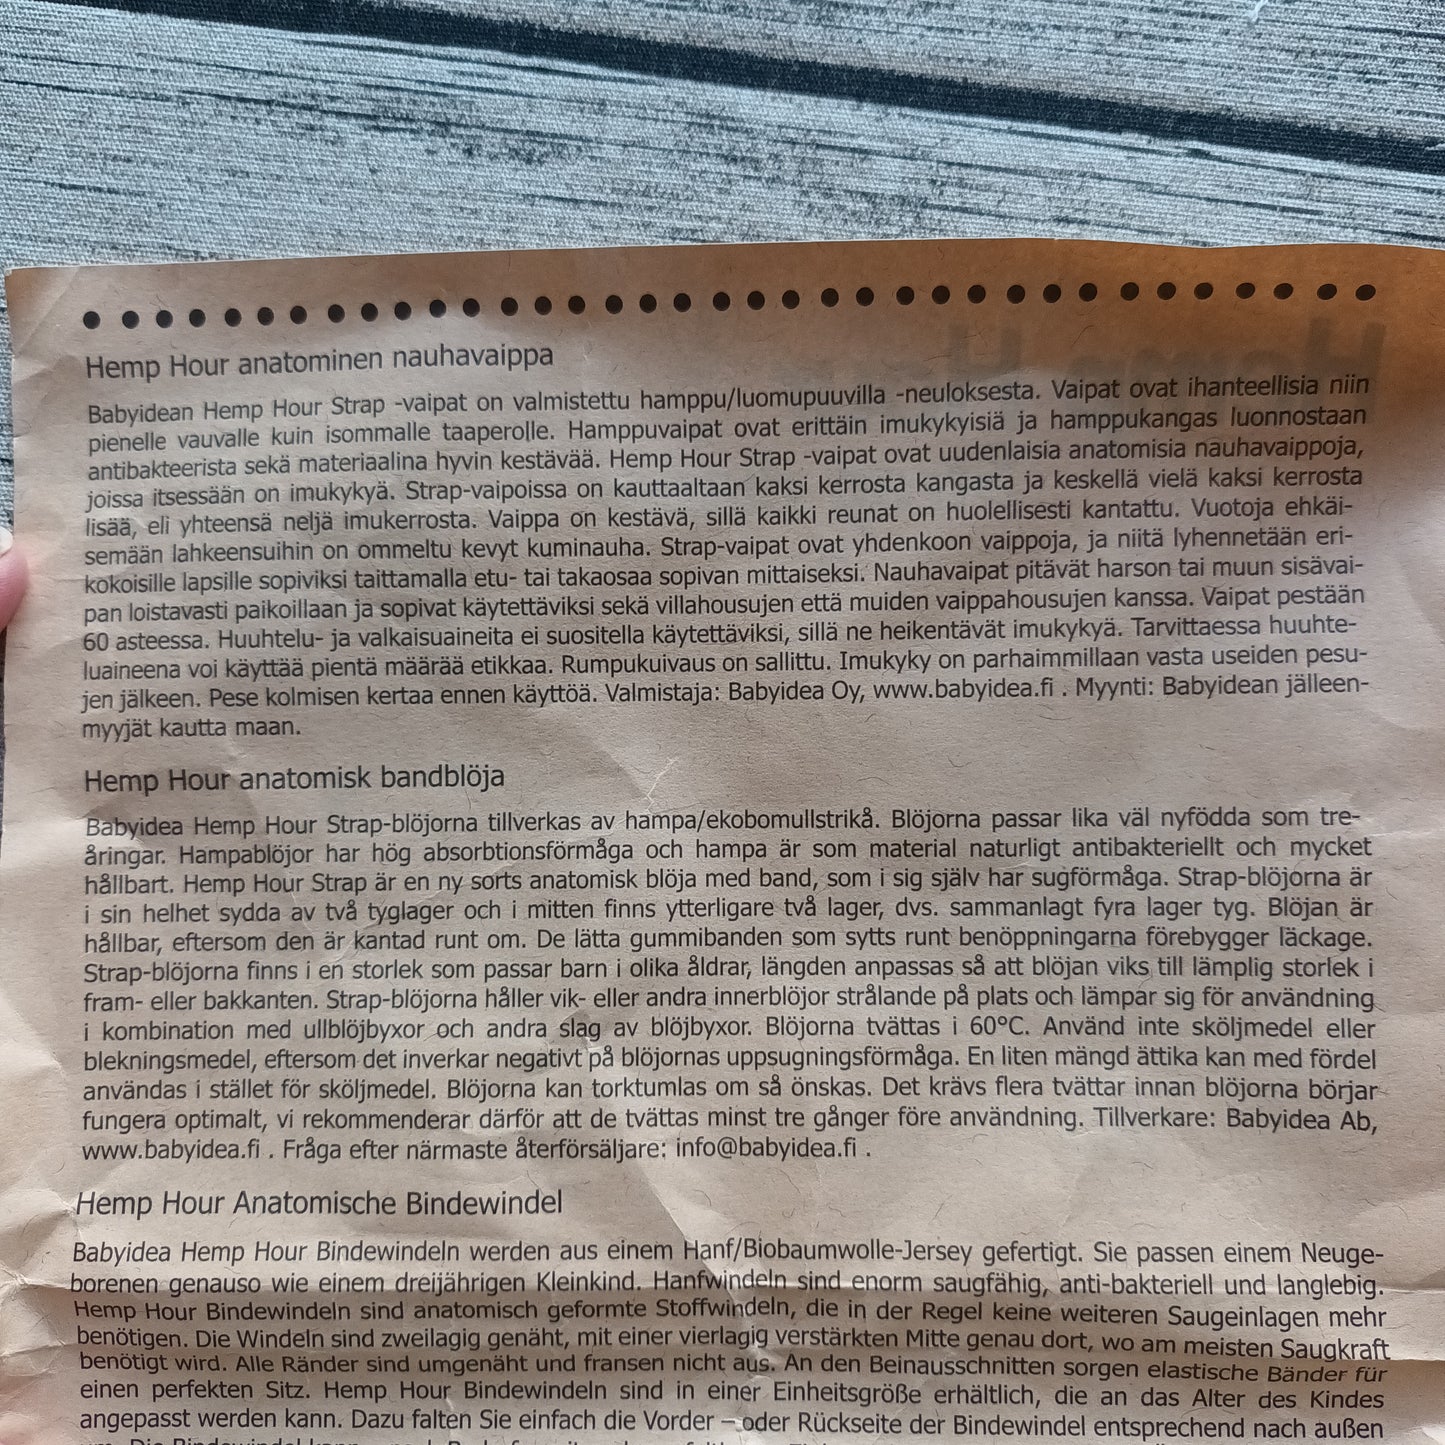 Hemp Hour anatominen nauhavaippa
Babyidean Hemp Hour Strap -vaipat on valmistettu hamppu/luomupuuvilla -neuloksesta. Vaipat ovat ihanteellisia niin
pienelle vauvalle kuin isommalle taaperolle. Hamppuvaipat ovat erittäin imukykyisiä ja hamppukangas luonnostaan
antibakteerista sekä materiaalina hyvin kestävää. Hemp Hour Strap -vaipat ovat uudenlaisia anatomisia nauhavaippoja,
joissa itsessään on imukykyä. Strap-vaipoissa on kauttaaltaan kaksi kerrosta kangasta ja keskellä vielä kaksi kerrosta
lisää, eli yhteensä neljä imukerrosta. Vaippa on kestävä, sillä kaikki reunat on huolellisesti kantattu. Vuotoja ehkäi-
semään lahkeensuihin on ommeltu kevyt kuminauha. Strap-vaipat ovat yhdenkoon vaippoja, ja niitä lyhennetään eri-
kokoisille lapsille sopiviksi taittamalla etu- tai takaosaa sopivan mittaiseksi. Nauhavaipat pitävät harson tai muun sisävai-
pan loistavasti paikoillaan ja sopivat käytettäviksi sekä villahousujen että muiden vaippahousujen kanssa. Vaipat pestään
60 asteessa. Huuhtelu- ja valkaisuaineita ei suositella käytettäviksi, sillä ne heikentävät imukykyä. Tarvittaessa huuhte-
luaineena voi käyttää pientä määrää etikkaa. Rumpukuivaus on sallittu. Imukyky on parhaimmillaan vasta useiden pesu-
jen jälkeen. Pese kolmisen kertaa ennen käyttöä. Valmistaja: Babyidea Oy, www.babyidea.fi . Myynti: Babyidean jälleen-
myyjät kautta maan.
Hemp Hour anatomisk bandblöja
Babyidea Hemp Hour Strap-blöjorna tillverkas av hampa/ekobomullstrikå. Blöjorna passar lika väl nyfödda som tre-
åringar. Hampablöjor har hög absorbtionsförmåga och hampa är som material naturligt antibakteriellt och mycket
hållbart. Hemp Hour Strap är en ny sorts anatomisk blöja med band, som i sig själv har sugförmåga. Strap-blöjorna är
i sin helhet sydda av två tyglager och i mitten finns ytterligare två lager, dvs. sammanlagt fyra lager tyg. Blöjan är
hållbar, eftersom den är kantad runt om. De lätta gummibanden som sytts runt benöppningarna förebygger läckage.
Strap-blöjorna finns i en storlek som passar barn i olika åldrar, längden anpassas så att blöjan viks till lämplig storlek i
fram- eller bakkanten. Strap-blöjorna håller vik- eller andra innerblöjor strålande på plats och lämpar sig för användning
i kombination med ullblöjbyxor och andra slag av blöjbyxor. Blöjorna tvättas i 60°C. Använd inte sköljmedel eller
blekningsmedel, eftersom det inverkar negativt på blöjornas uppsugningsförmåga. En liten mängd ättika kan med fördel
användas i stället för sköljmedel. Blöjorna kan torktumlas om så önskas. Det krävs flera tvättar innan blöjorna börjar
fungera optimalt, vi rekommenderar därför att de tvättas minst tre gånger före användning. Tillverkare: Babyidea Ab,
www.babyidea.fi . Fråga efter närmaste återförsäljare: info@babyidea.fi .
Hemp Hour Anatomische Bindewindel
Babyidea Hemp Hour Bindewindeln werden aus einem Hanf/Biobaumwolle-Jersey gefertigt. Sie passen einem Neuge-
borenen genauso wie einem dreijährigen Kleinkind. Hanfwindeln sind enorm saugfähig, anti-bakteriell und langlebig.
Hemp Hour Bindewindeln sind anatomisch geformte Stoffwindeln, die in der Regel keine weiteren Saugeinlagen mehr
benötigen. Die Windeln sind zweilagig genäht, mit einer vierlagig verstärkten Mitte genau dort, wo am meisten Saugkraft
benötigt wird. Alle Ränder sind umgenäht und fransen nicht aus. An den Beinausschnitten sorgen elastische Bänder für
einen perfekten Sitz. Hemp Hour Bindewindeln sind in einer Einheitsgröße erhältlich, die an das Alter des Kindes
angepasst werden kann. Dazu falten Sie einfach die Vorder – oder Rückseite der Bindewindel entsprechend nach außen